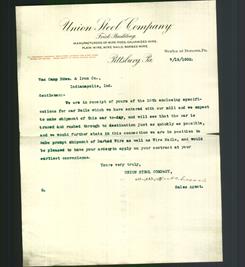 Union Steel Company,
Frick Building,
MANUFACTURERS OF WIRE RODS, GALVANIZED WIRE,
PLAIN WIRE, WIRE NAILS, BARBED WIRE.
Works at Donora, Pa.
Pittsburg, Pa 7/12/1902.
Van Camp Hdwe. & Iron Co.,
Indianapolis, Ind.
Gentlemen:-
We are in receipt of yours of the 10th enclosing specifi-
cations for car Nails which we have entered with our mill and we expect
to make shipment of this car to-day, and will see that the car is
traced and rushed through to destination just as quickly as possible,
and we would further state in this connection we are in position to
make prompt shipment of Barbed Wire as well as Wire Nails, and would
be pleased to have your orders to apply on your contract at your
earliest convenience.
Yours very truly,
UNION STEEL COMPANY,
Sales Agent.